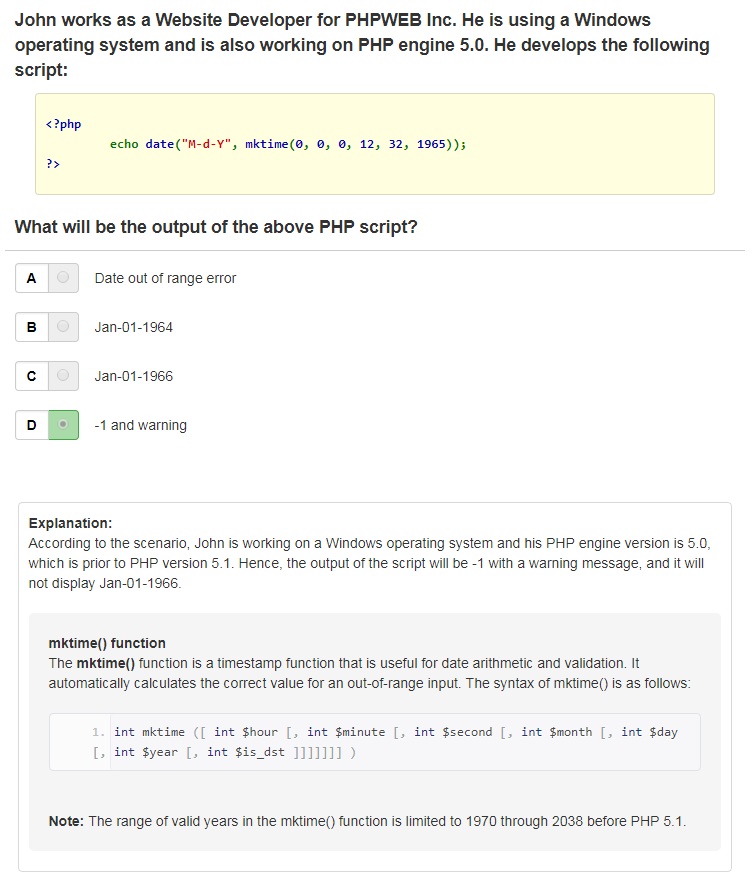 John works as a Website Developer for PHPWEB Inc. He is using a Windows
operating system and is also working on PHP engine 5.0. He develops the following
script:
<?php
echo date("M-d-Y", mktime(0, 0, 0, 12, 32, 1965));
?>
What will be the output of the above PHP script?
A Date out of range error
B Jan-01-1964
C Jan-01-1966
D -1 and warning
Explanation:
According to the scenario, John is working on a Windows operating system and his PHP engine version is 5.0,
which is prior to PHP version 5.1. Hence, the output of the script will be -1 with a warning message, and it will
not display Jan-01-1966.
mktime() function
The mktime() function is a timestamp function that is useful for date arithmetic and validation. It
automatically calculates the correct value for an out-of-range input. The syntax of mktime() is as follows:
1. int mktime ([ int $hour [, int $minute [, int $second [, int $month [, int $day
[, int $year [, int $is_dst ]]]]]]] )
Note: The range of valid years in the mktime() function is limited to 1970 through 2038 before PHP 5.1.